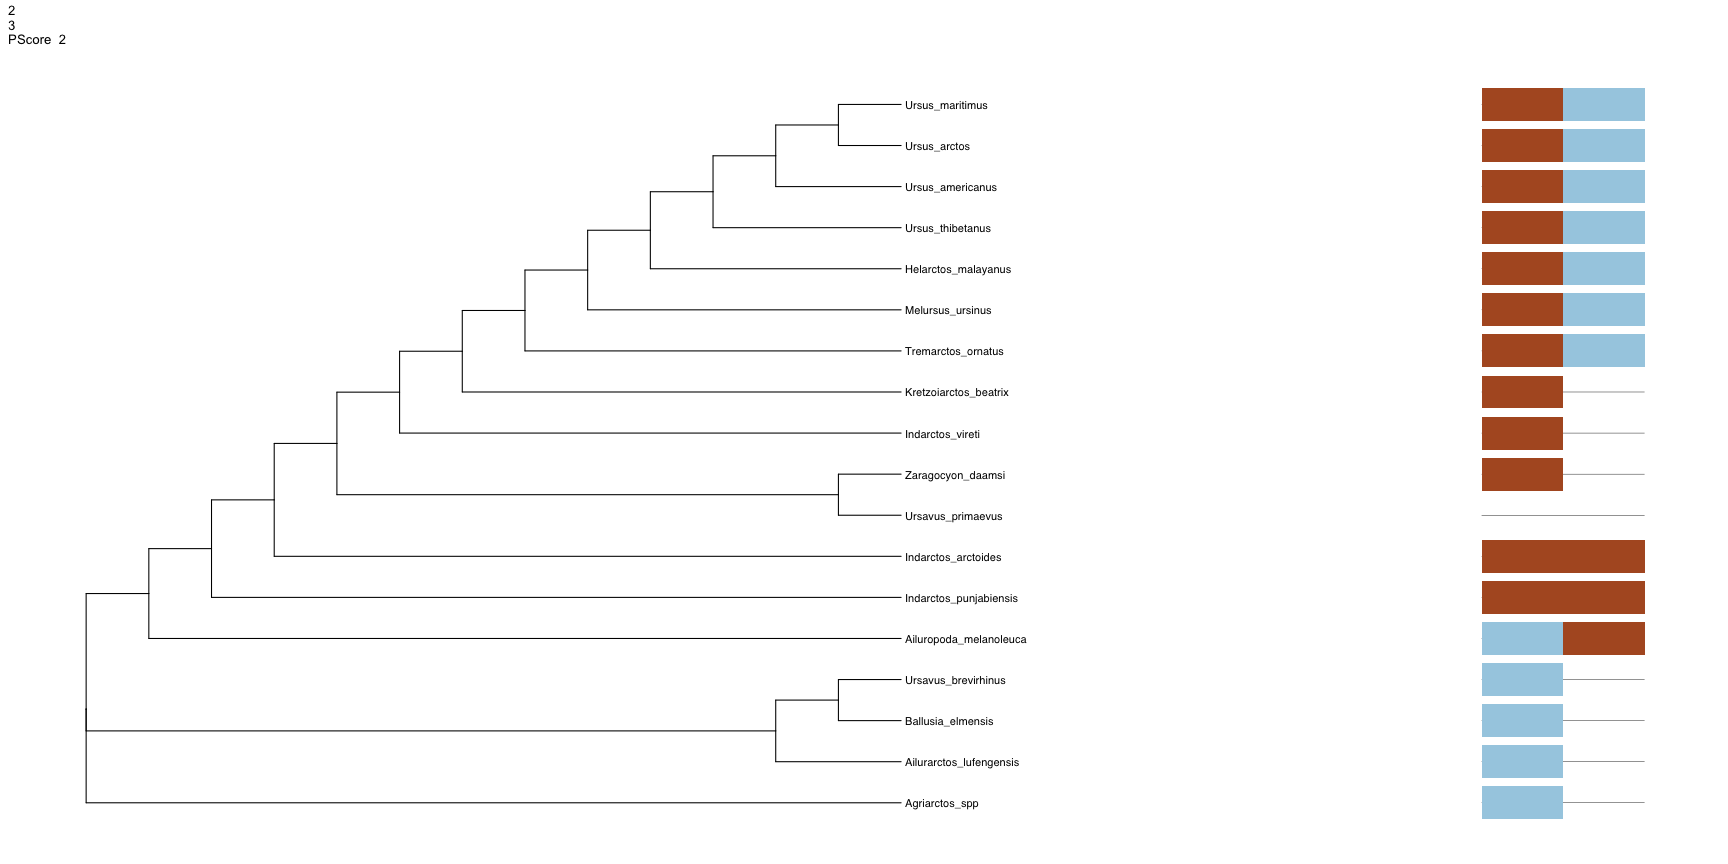 2
3
PScore 2
Ursus_maritimus
Ursus_arctos
Ursus_americanus
Ursus_thibetanus
Helarctos_malayanus
Melursus_ursinus
Tremarctos_ornatus
Kretzoiarctos_beatrix
Indarctos_vireti
Zaragocyon_daamsi
Ursavus_primaevus
Indarctos_arctoides
Indarctos_punjabiensis
Ailuropoda_melanoleuca
Ursavus_brevirhinus
Ballusia_elmensis
Ailurarctos_lufengensis
Agriarctos_spp